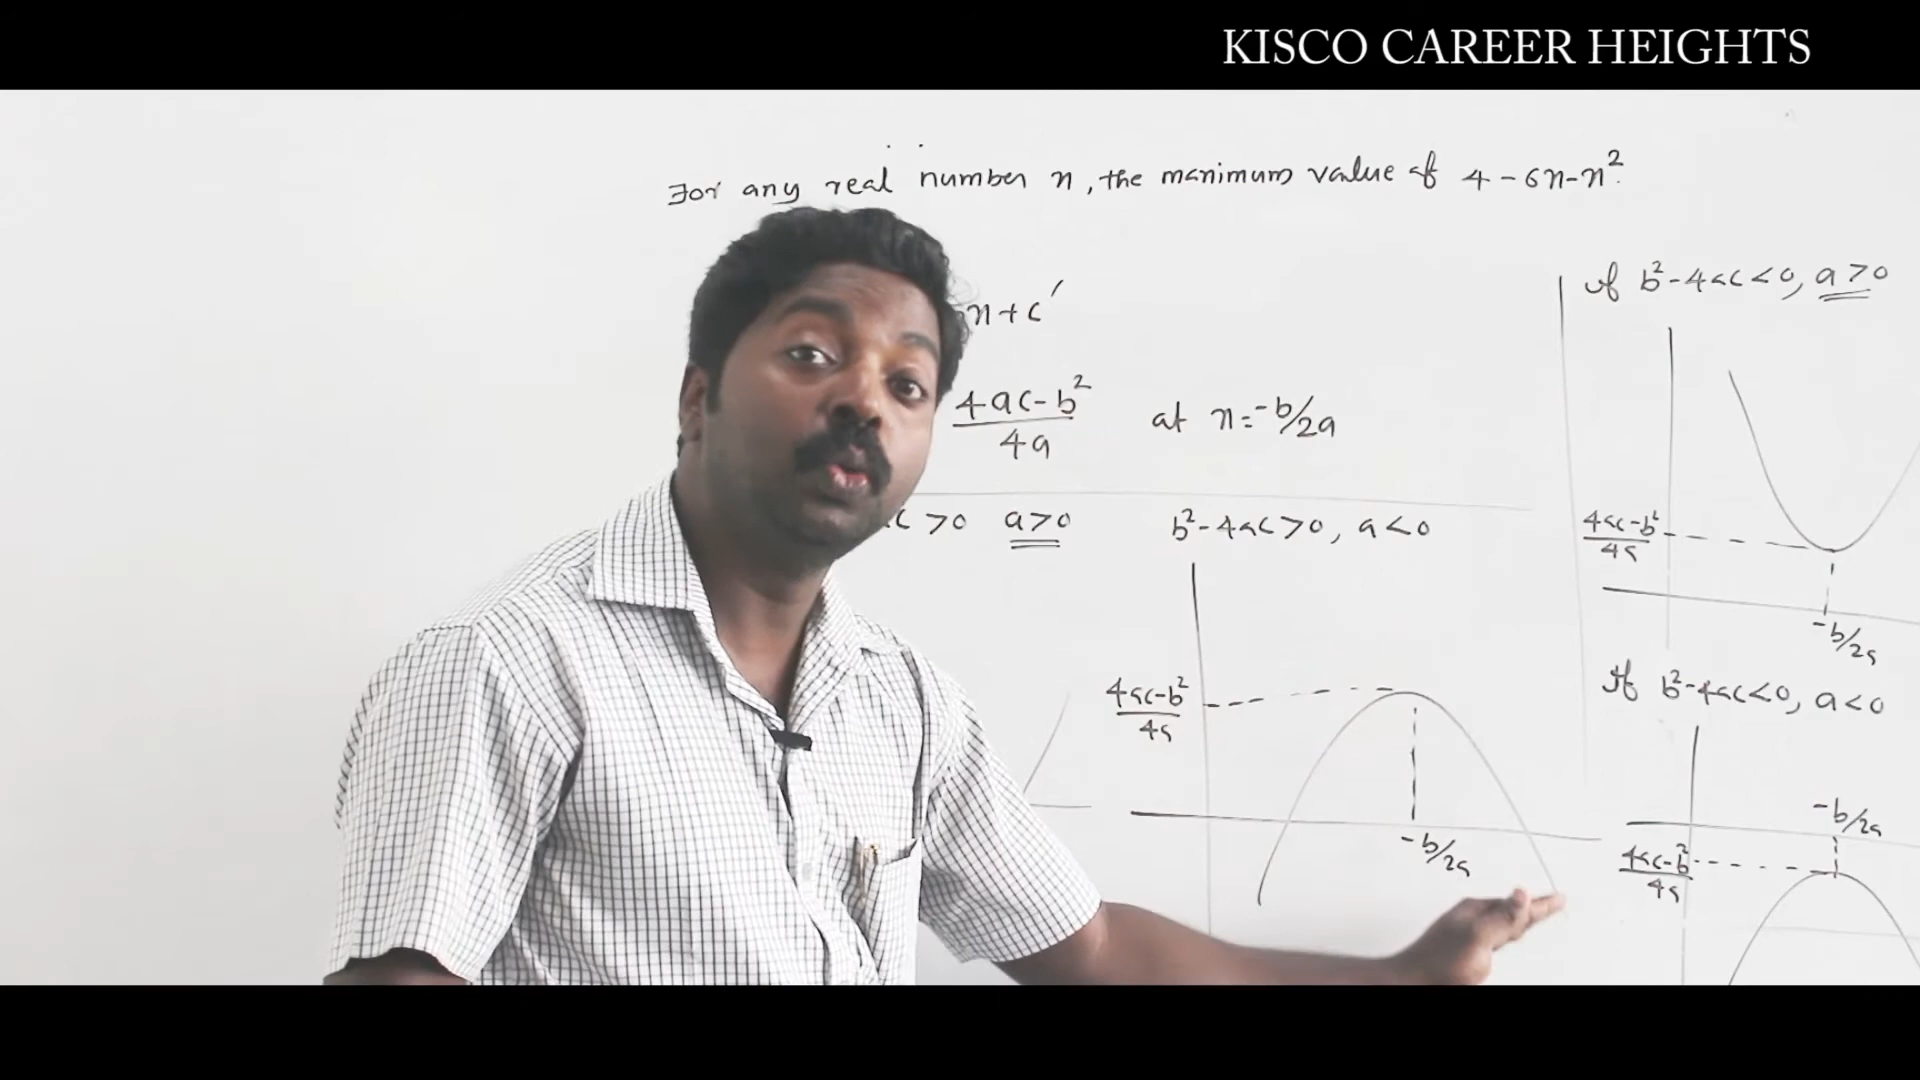 KISCO CAREER HEIGHTS
For any real number x, the maximum value of 4 - 6x - x².
x + c
4ac - b² / 4a at x = -b/2a
c > 0 a > 0
b² - 4ac > 0, a < 0
4ac - b² / 4a
-b/2a
If b² - 4ac < 0, a > 0
4ac - b² / 4a
-b/2a
If b² - 4ac < 0, a < 0
-b/2a
4ac - b² / 4a